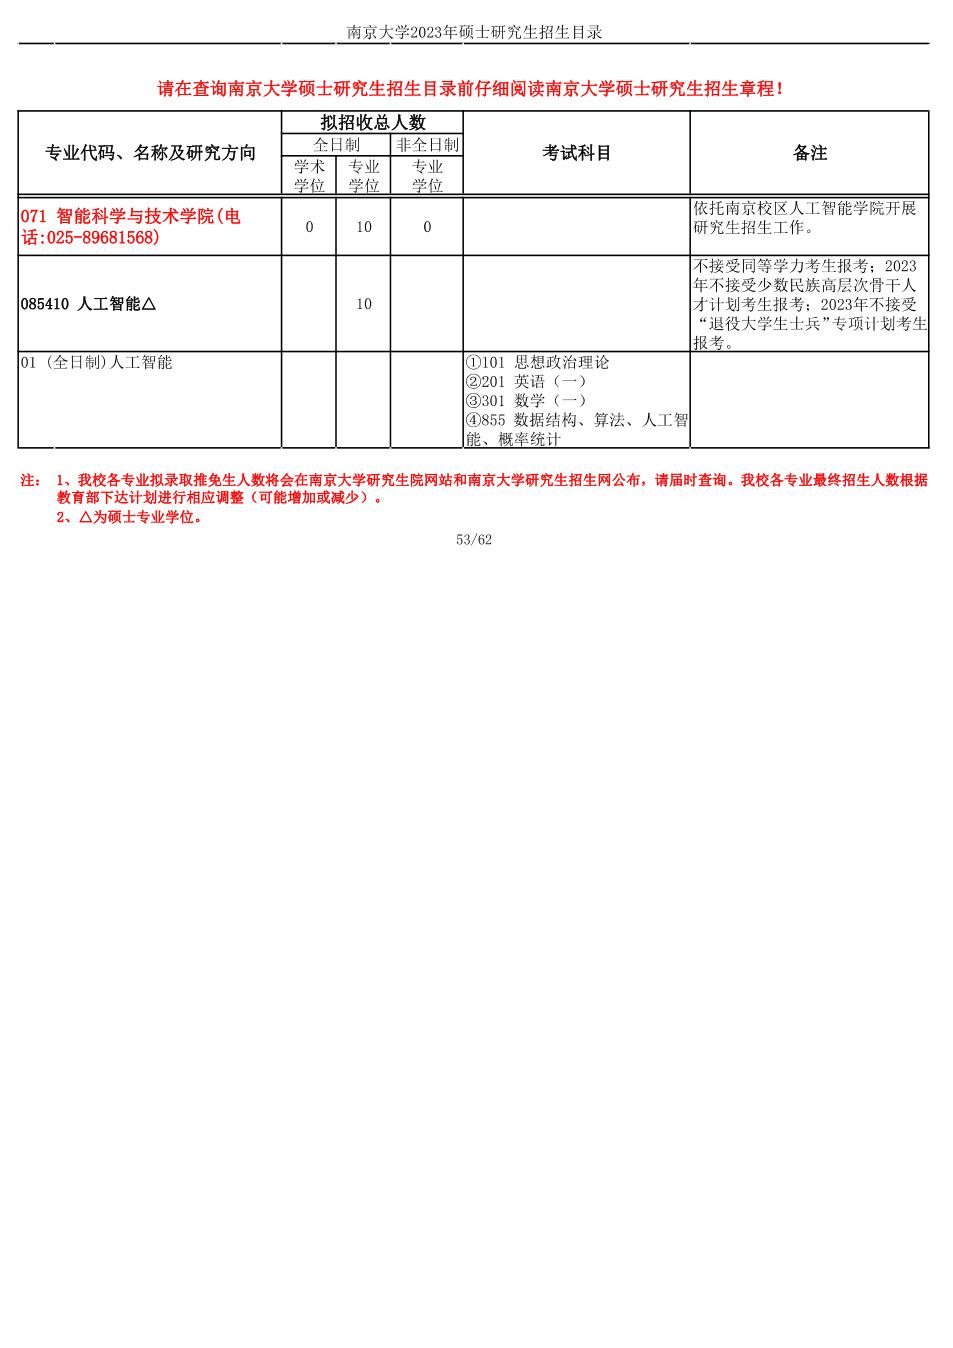 南京大学2023年硕士研究生招生目录
请在查询南京大学硕士研究生招生目录前仔细阅读南京大学硕士研究生招生章程!
专业代码、名称及研究方向
拟招收总人数
考试科目
备注
全日制
非全日制
学术
学位
专业
学位
专业
学位
071 智能科学与技术学院(电
话:025-89681568)
0
10
0
依托南京校区人工智能学院开展
研究生招生工作。
085410 人工智能△
10
不接受同等学力考生报考；2023
年不接受少数民族高层次骨干人
才计划考生报考；2023年不接受
“退役大学生士兵”专项计划考生
报考。
01 (全日制)人工智能
①101 思想政治理论
②201 英语（一）
③301 数学（一）
④855 数据结构、算法、人工智
能、概率统计
注： 1、我校各专业拟录取推免生人数将会在南京大学研究生院网站和南京大学研究生招生网公布，请届时查询。我校各专业最终招生人数根据
教育部下达计划进行相应调整（可能增加或减少）。
2、△为硕士专业学位。
53/62